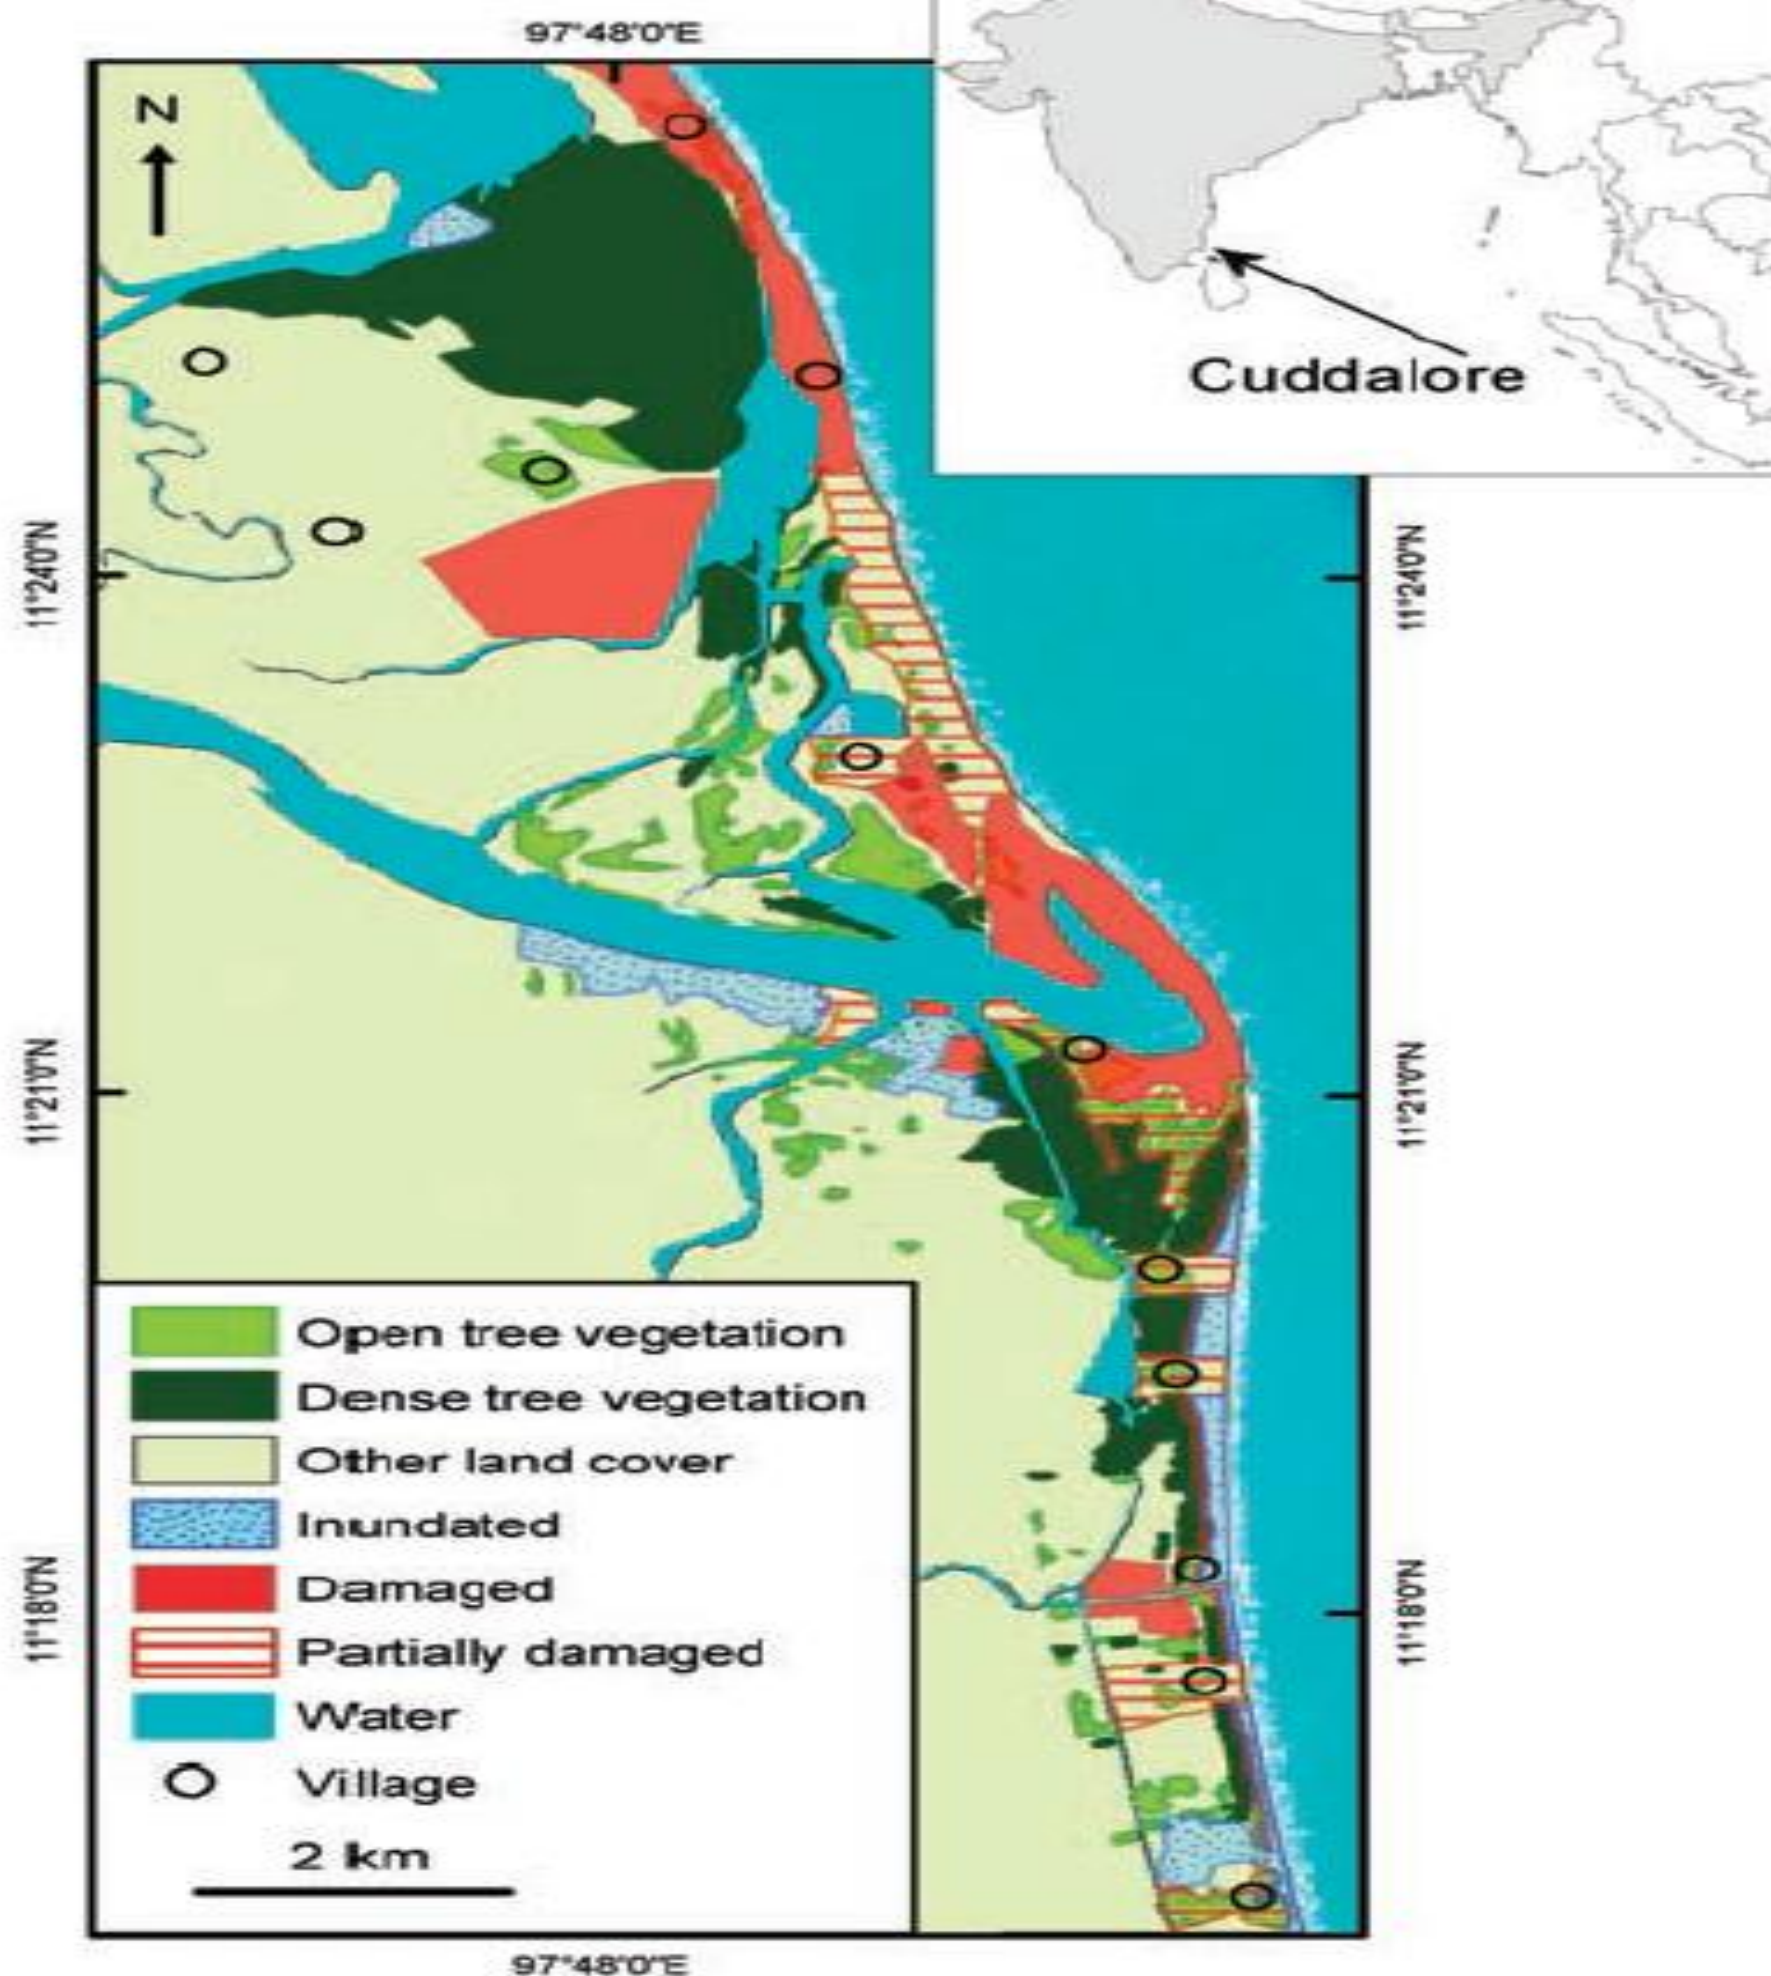 97°48'0"E
N
Cuddalore
11°24'0"N
11°24'0"N
11°21'0"N
11°21'0"N
11°18'0"N
11°18'0"N
Open tree vegetation
Dense tree vegetation
Other land cover
Inundated
Damaged
Partially damaged
Water
Village
2 km
97°48'0"E